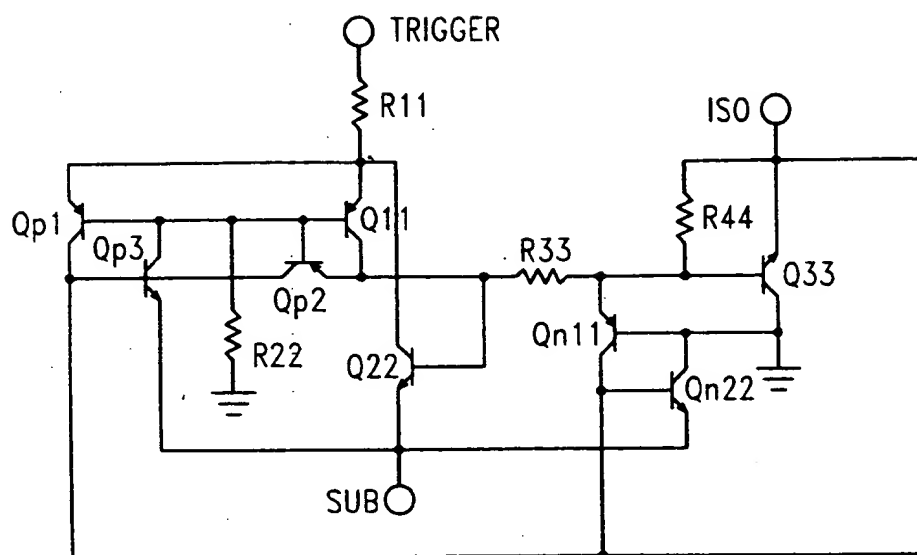 TRIGGER
R11
ISO
Qp1
Qp3
Q11
R44
R33
Qp2
Q33
Qn11
R22
Q22
Qn22
SUB